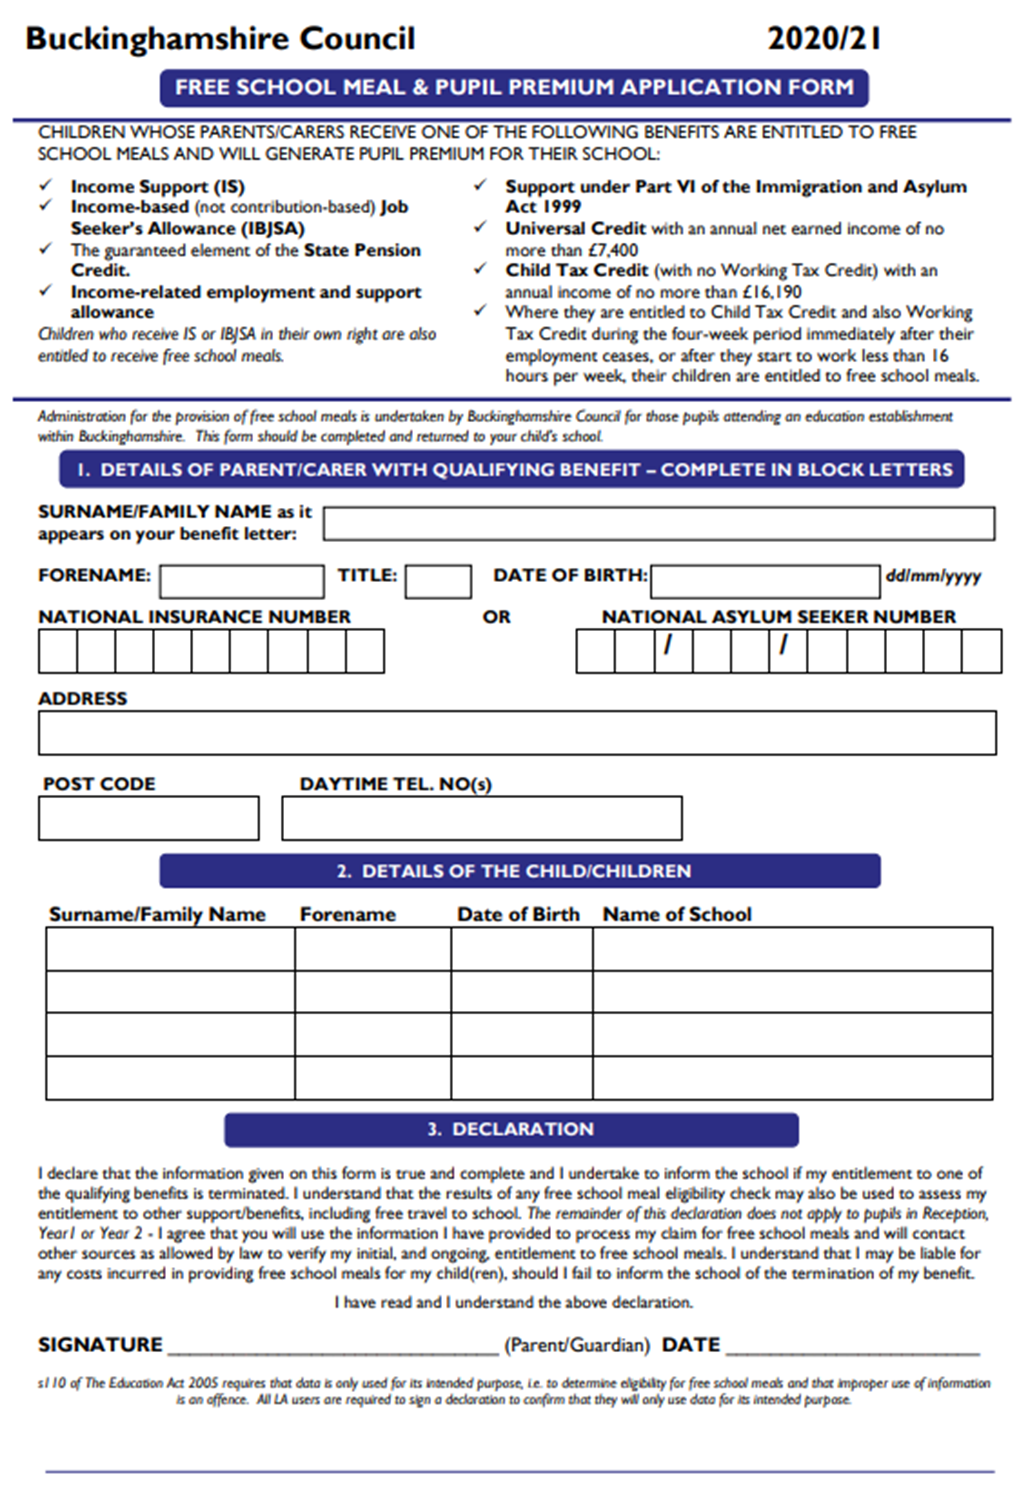 Buckinghamshire Council 2020/21
FREE SCHOOL MEAL & PUPIL PREMIUM APPLICATION FORM
CHILDREN WHOSE PARENTS/CARERS RECEIVE ONE OF THE FOLLOWING BENEFITS ARE ENTITLED TO FREE
SCHOOL MEALS AND WILL GENERATE PUPIL PREMIUM FOR THEIR SCHOOL:
✓ Income Support (IS)
✓ Income-based (not contribution-based) Job
Seeker's Allowance (IBJSA)
✓ The guaranteed element of the State Pension
Credit.
✓ Income-related employment and support
allowance
Children who receive IS or IBJSA in their own right are also
entitled to receive free school meals.
✓ Support under Part VI of the Immigration and Asylum
Act 1999
✓ Universal Credit with an annual net earned income of no
more than £7,400
✓ Child Tax Credit (with no Working Tax Credit) with an
annual income of no more than £16,190
✓ Where they are entitled to Child Tax Credit and also Working
Tax Credit during the four-week period immediately after their
employment ceases, or after they start to work less than 16
hours per week, their children are entitled to free school meals.
Administration for the provision of free school meals is undertaken by Buckinghamshire Council for those pupils attending an education establishment
within Buckinghamshire. This form should be completed and returned to your child's school.
1. DETAILS OF PARENT/CARER WITH QUALIFYING BENEFIT – COMPLETE IN BLOCK LETTERS
SURNAME/FAMILY NAME as it
appears on your benefit letter:
FORENAME: TITLE: DATE OF BIRTH: dd/mm/yyyy
NATIONAL INSURANCE NUMBER OR NATIONAL ASYLUM SEEKER NUMBER
/ /
ADDRESS
POST CODE DAYTIME TEL. NO(s)
2. DETAILS OF THE CHILD/CHILDREN
Surname/Family Name Forename Date of Birth Name of School
3. DECLARATION
I declare that the information given on this form is true and complete and I undertake to inform the school if my entitlement to one of
the qualifying benefits is terminated. I understand that the results of any free school meal eligibility check may also be used to assess my
entitlement to other support/benefits, including free travel to school. The remainder of this declaration does not apply to pupils in Reception,
Year1 or Year 2 - I agree that you will use the information I have provided to process my claim for free school meals and will contact
other sources as allowed by law to verify my initial, and ongoing, entitlement to free school meals. I understand that I may be liable for
any costs incurred in providing free school meals for my child(ren), should I fail to inform the school of the termination of my benefit.
I have read and I understand the above declaration.
SIGNATURE ______________________________ (Parent/Guardian) DATE _______________________
s110 of The Education Act 2005 requires that data is only used for its intended purpose, i.e. to determine eligibility for free school meals and that improper use of information
is an offence. All LA users are required to sign a declaration to confirm that they will only use data for its intended purpose.